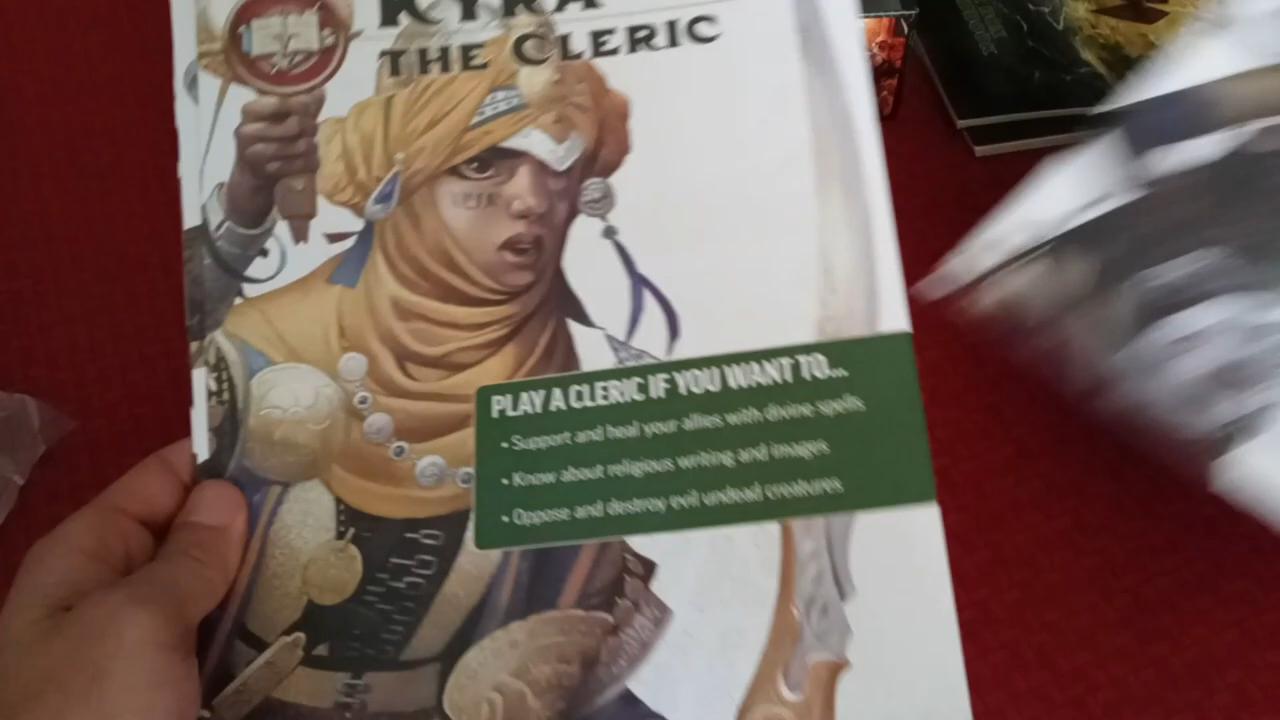 KYRA
THE CLERIC
PLAY A CLERIC IF YOU WANT TO...
• Support and heal your allies with divine spells
• Know about religious writing and images
• Oppose and destroy evil undead creatures